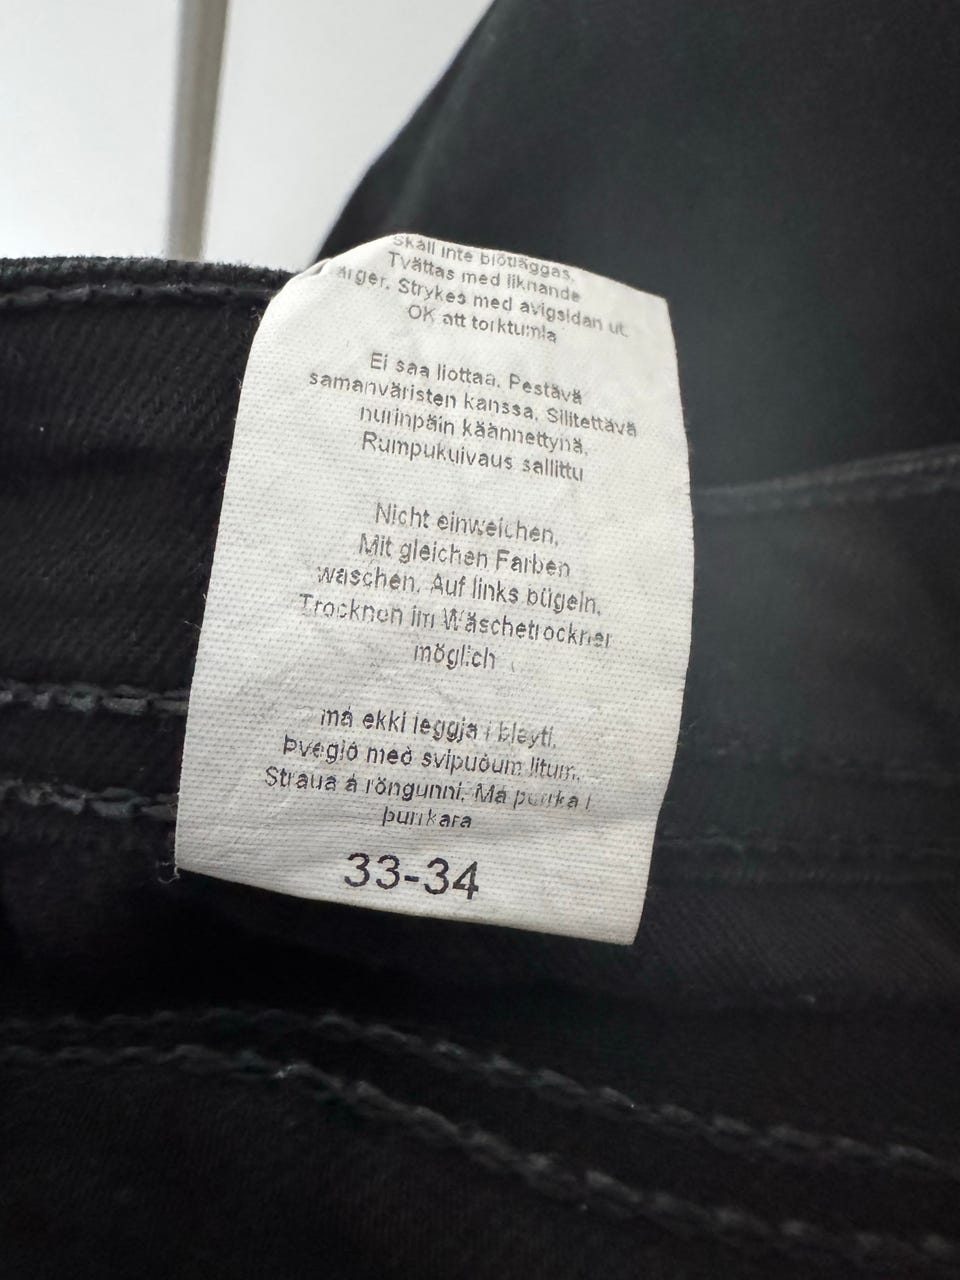 Skall inte blötläggas.
Tvättas med liknande
ärger. Strykes med avigsidan ut.
OK att torktumla
Ei saa liottaa. Pestävä
samanväristen kanssa. Silitettävä
nurinpäin käännettynä.
Rumpukuivaus sallittu
Nicht einweichen,
Mit gleichen Farben
waschen. Auf links bügeln.
Trocknen im Wäschetrockner
möglich
má ekki leggja í bleyti.
Þvegið með svipuðum litum.
Straua á röngunni. Má þurrka í
þurrkara
33-34